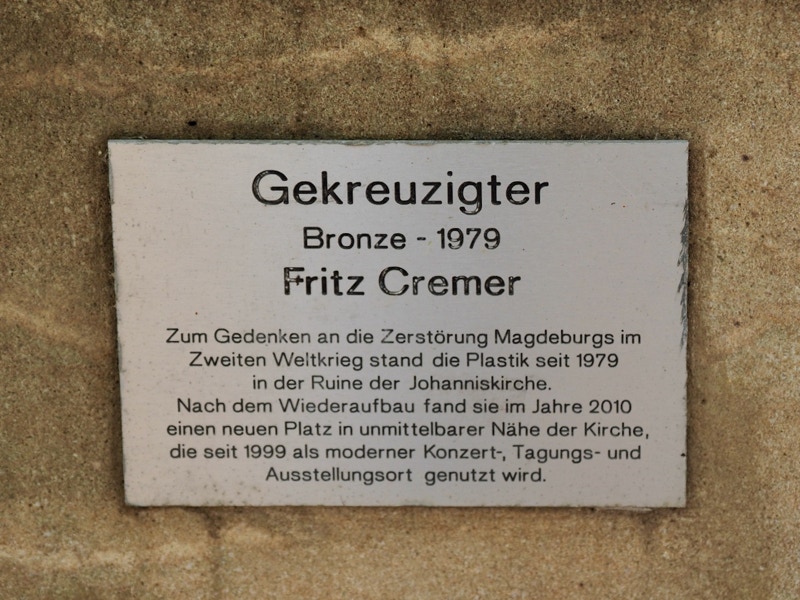 Gekreuzigter
Bronze - 1979
Fritz Cremer
Zum Gedenken an die Zerstörung Magdeburgs im
Zweiten Weltkrieg stand die Plastik seit 1979
in der Ruine der Johanniskirche.
Nach dem Wiederaufbau fand sie im Jahre 2010
einen neuen Platz in unmittelbarer Nähe der Kirche,
die seit 1999 als moderner Konzert-, Tagungs- und
Ausstellungsort genutzt wird.